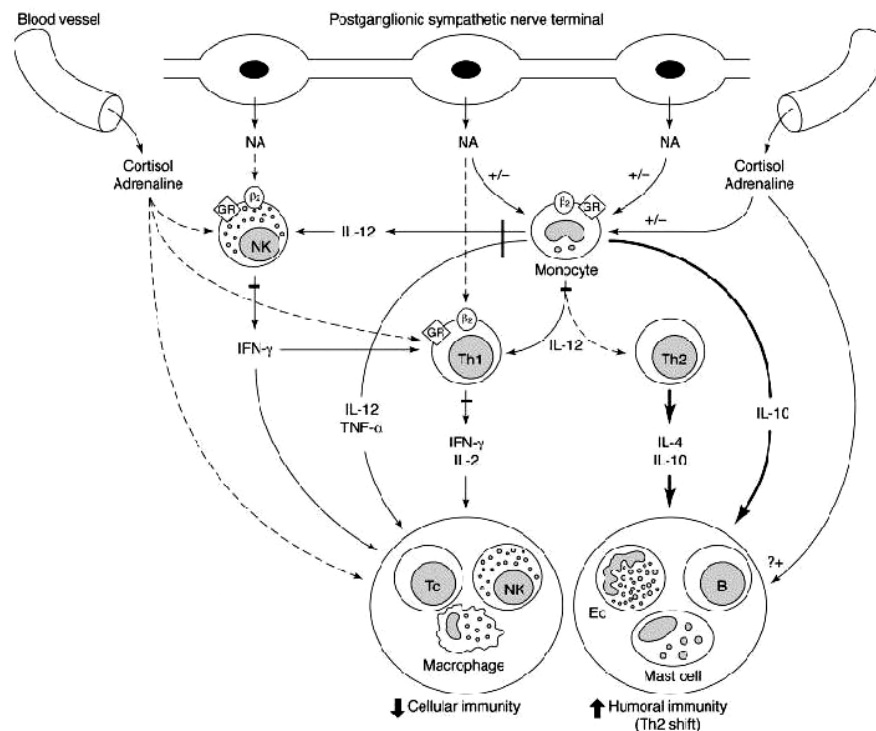 Blood vessel
Postganglionic sympathetic nerve terminal
NA
NA
NA
Cortisol
Adrenaline
Cortisol
Adrenaline
+/–
+/–
+/–
GR
β2
NK
IL-12
β2
GR
Monocyte
GR
β2
Th1
IL-12
Th2
IFN-γ
IL-12
TNF-α
IFN-γ
IL-2
IL-4
IL-10
IL-10
?+
Tc
NK
Macrophage
Eo
B
Mast cell
Cellular immunity
Humoral immunity
(Th2 shift)